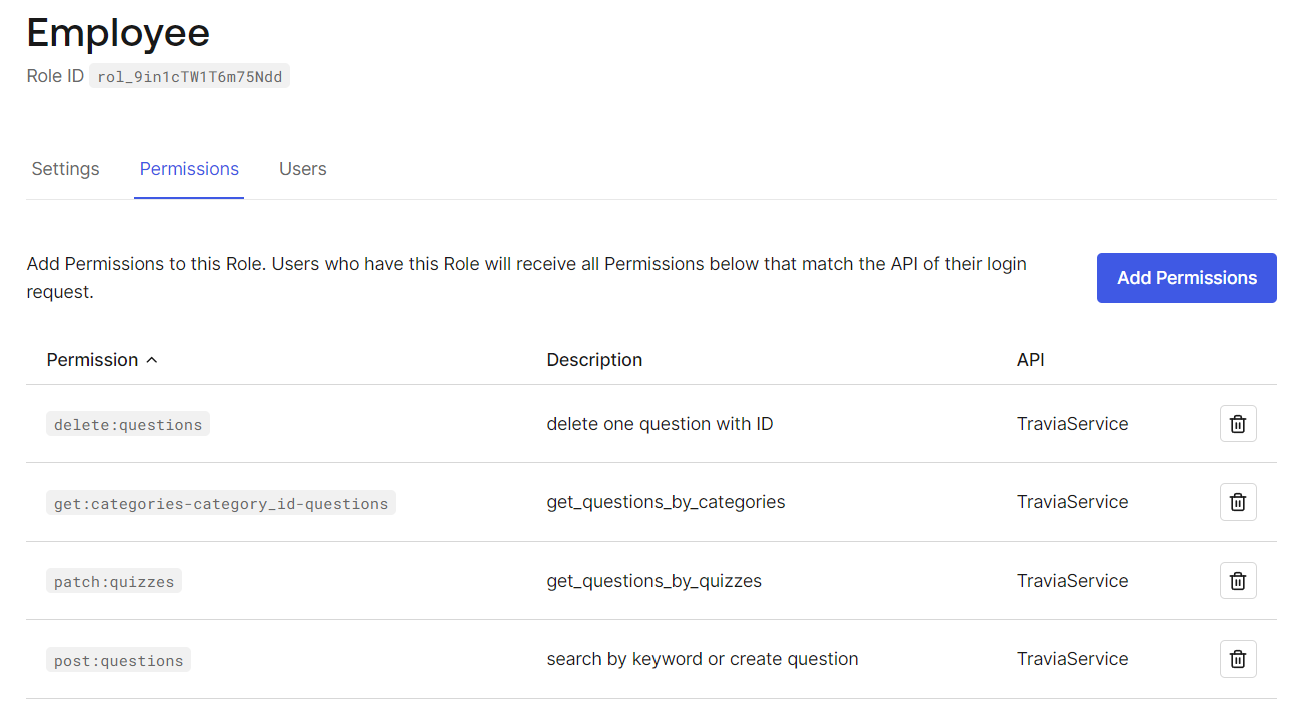 Employee
Role ID rol_9in1cTW1T6m75Ndd
Settings Permissions Users
Add Permissions to this Role. Users who have this Role will receive all Permissions below that match the API of their login
request.
Add Permissions
Permission Description API
delete:questions delete one question with ID TraviaService
get:categories-category_id-questions get_questions_by_categories TraviaService
patch:quizzes get_questions_by_quizzes TraviaService
post:questions search by keyword or create question TraviaService